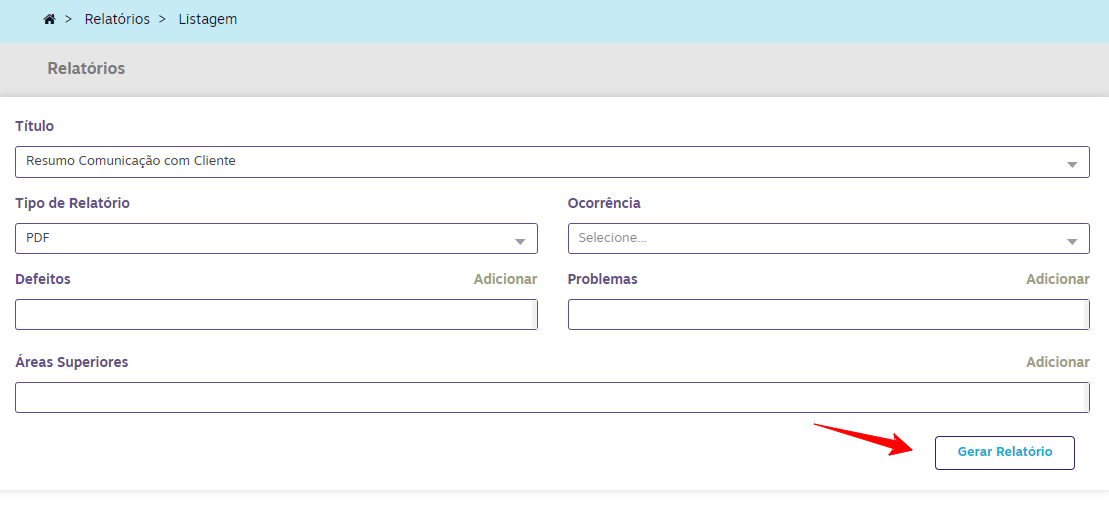 > Relatórios > Listagem
Relatórios
Título
Resumo Comunicação com Cliente
Tipo de Relatório
Ocorrência
PDF
Selecione...
Defeitos
Adicionar
Problemas
Adicionar
Áreas Superiores
Adicionar
Gerar Relatório